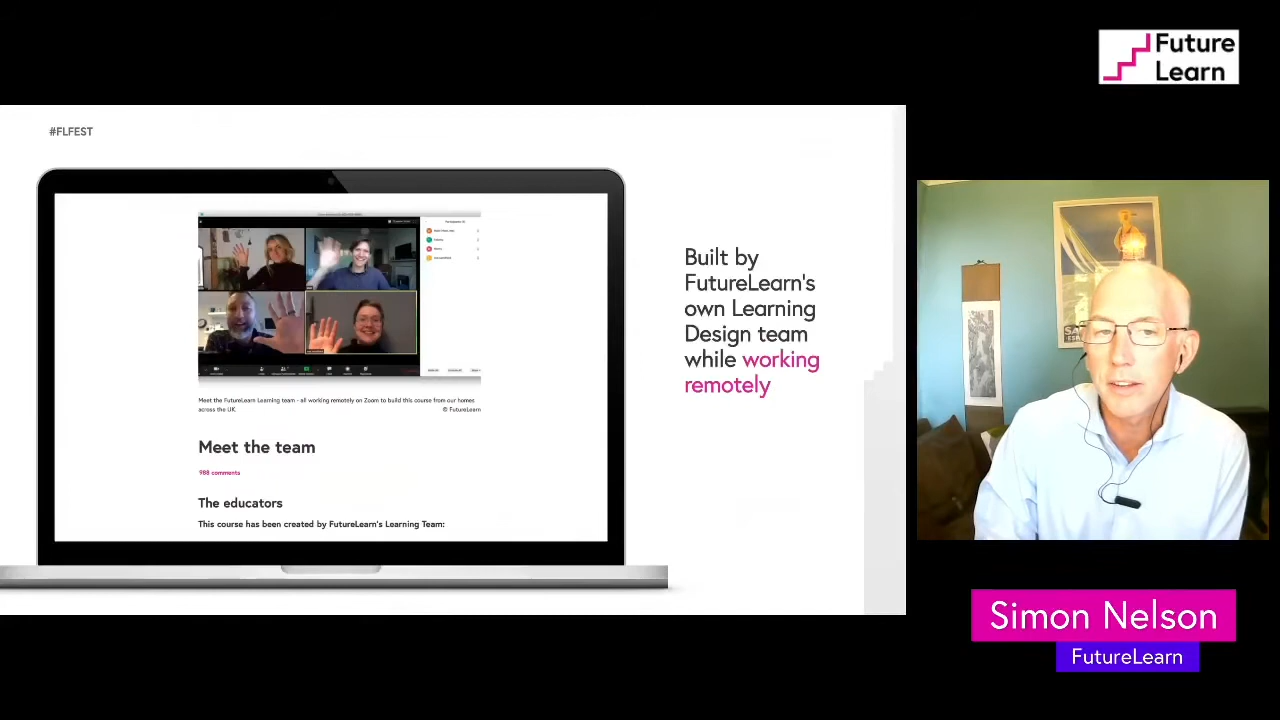 Future
Learn
#FLFEST
Meet the FutureLearn Learning team - all working remotely on Zoom to build this course from our homes
across the UK.
© FutureLearn
Meet the team
988 comments
The educators
This course has been created by FutureLearn's Learning Team:
Built by
FutureLearn's
own Learning
Design team
while working
remotely
Simon Nelson
FutureLearn